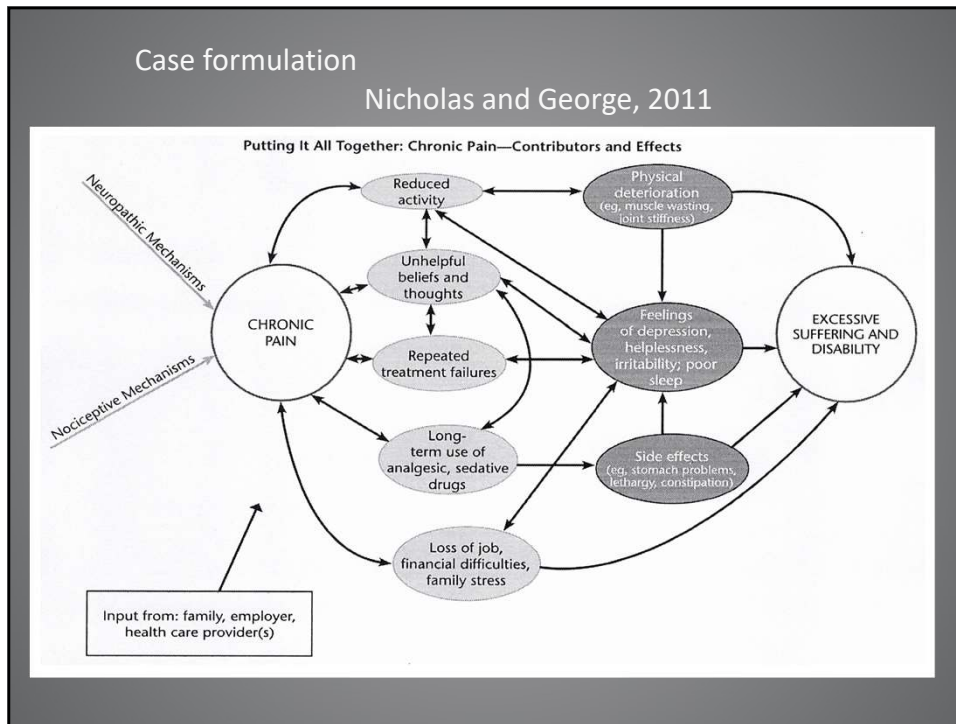 Case formulation
Nicholas and George, 2011
Putting It All Together: Chronic Pain—Contributors and Effects
Neuropathic Mechanisms
Nociceptive Mechanisms
CHRONIC
PAIN
Reduced
activity
Unhelpful
beliefs and
thoughts
Repeated
treatment failures
Long-
term use of
analgesic, sedative
drugs
Loss of job,
financial difficulties,
family stress
Physical
deterioration
(eg, muscle wasting,
joint stiffness)
Feelings
of depression,
helplessness,
irritability; poor
sleep
Side effects
(eg, stomach problems,
lethargy, constipation)
EXCESSIVE
SUFFERING AND
DISABILITY
Input from: family, employer,
health care provider(s)